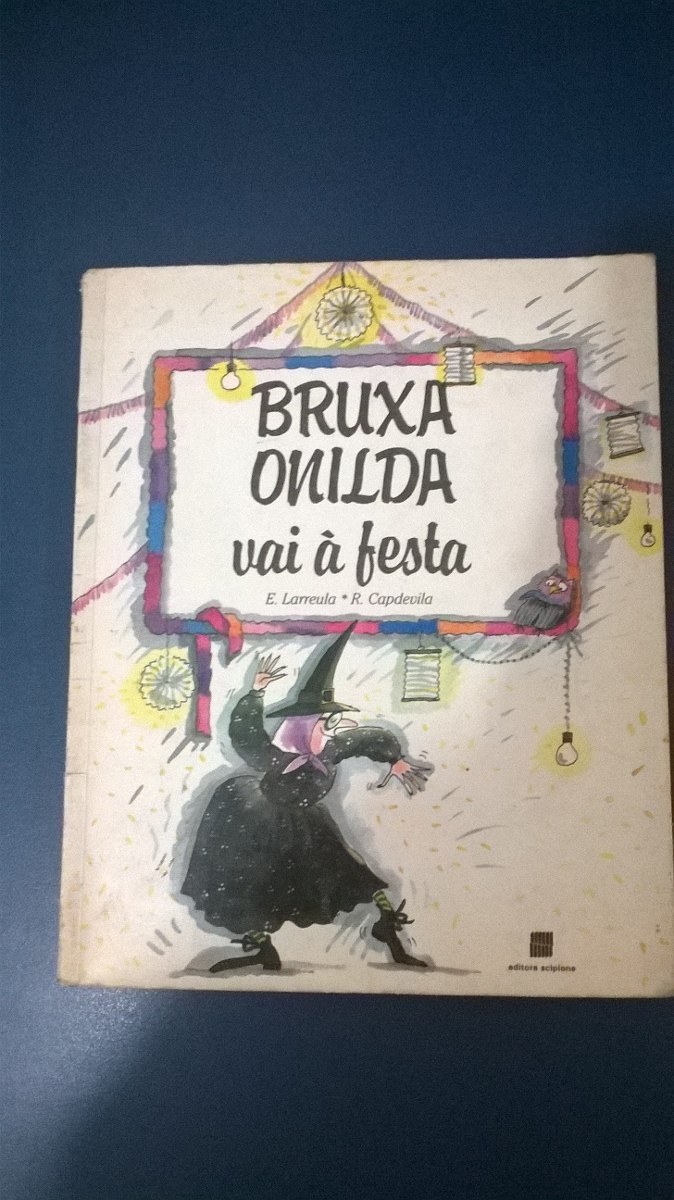 BRUXA
ONILDA
vai à festa
E. Larreula * R. Capdevila
editora scipione